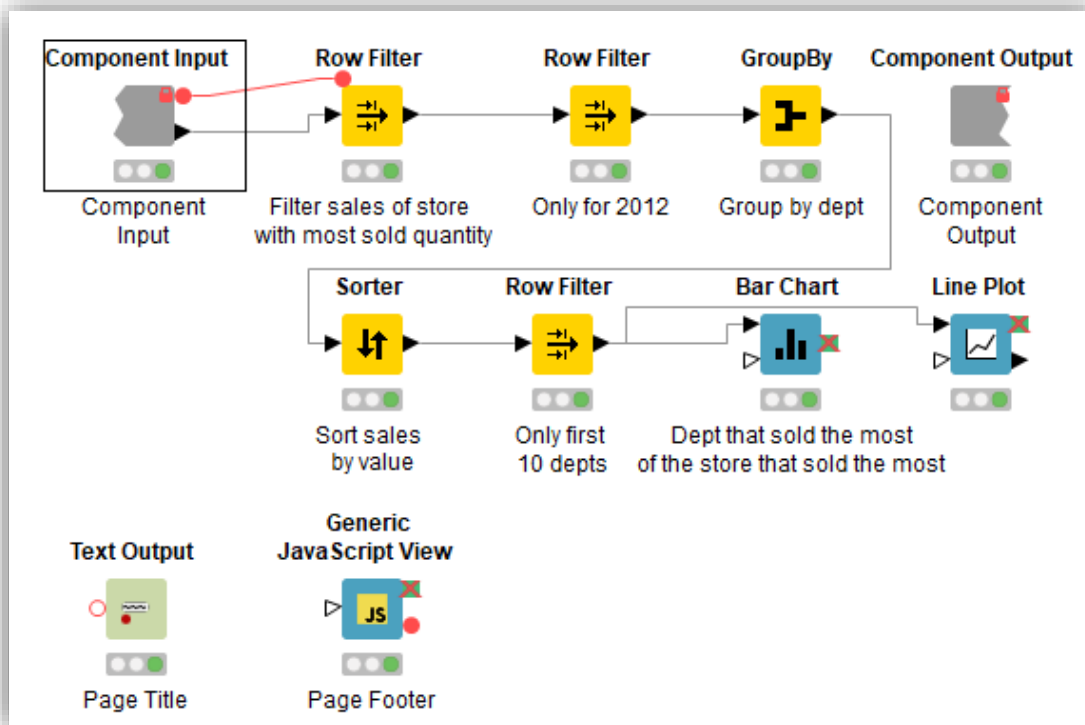 Component Input
Row Filter
Row Filter
GroupBy
Component Output
Component
Input
Filter sales of store
with most sold quantity
Only for 2012
Group by dept
Component
Output
Sorter
Row Filter
Bar Chart
Line Plot
Sort sales
by value
Only first
10 depts
Dept that sold the most
of the store that sold the most
Text Output
Generic
JavaScript View
JS
Page Title
Page Footer